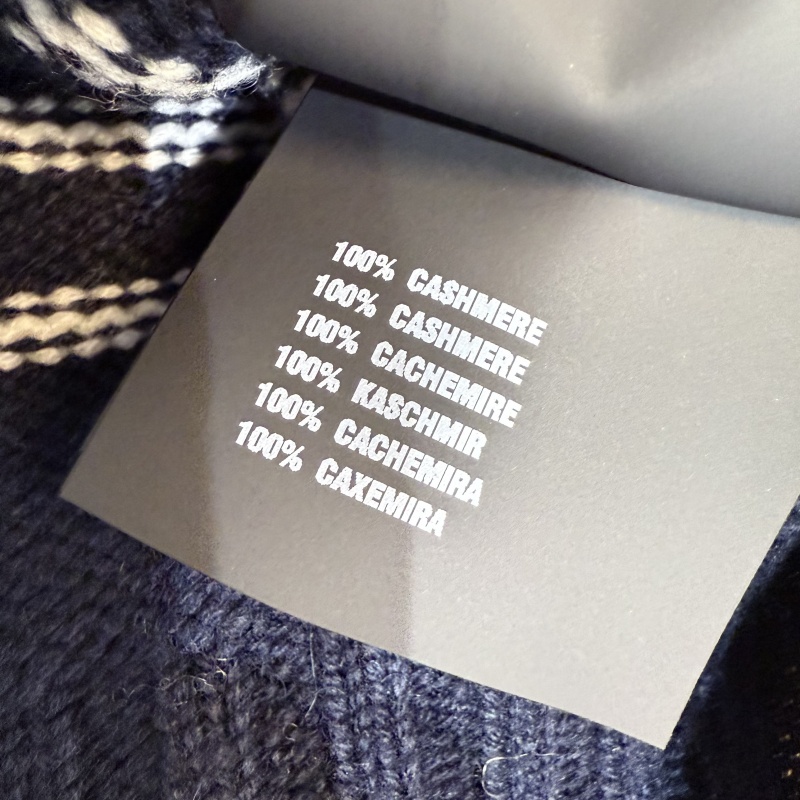 100% CASHMERE
100% CASHMERE
100% CACHEMIRE
100% KASCHMIR
100% CACHEMIRA
100% CAXEMIRA